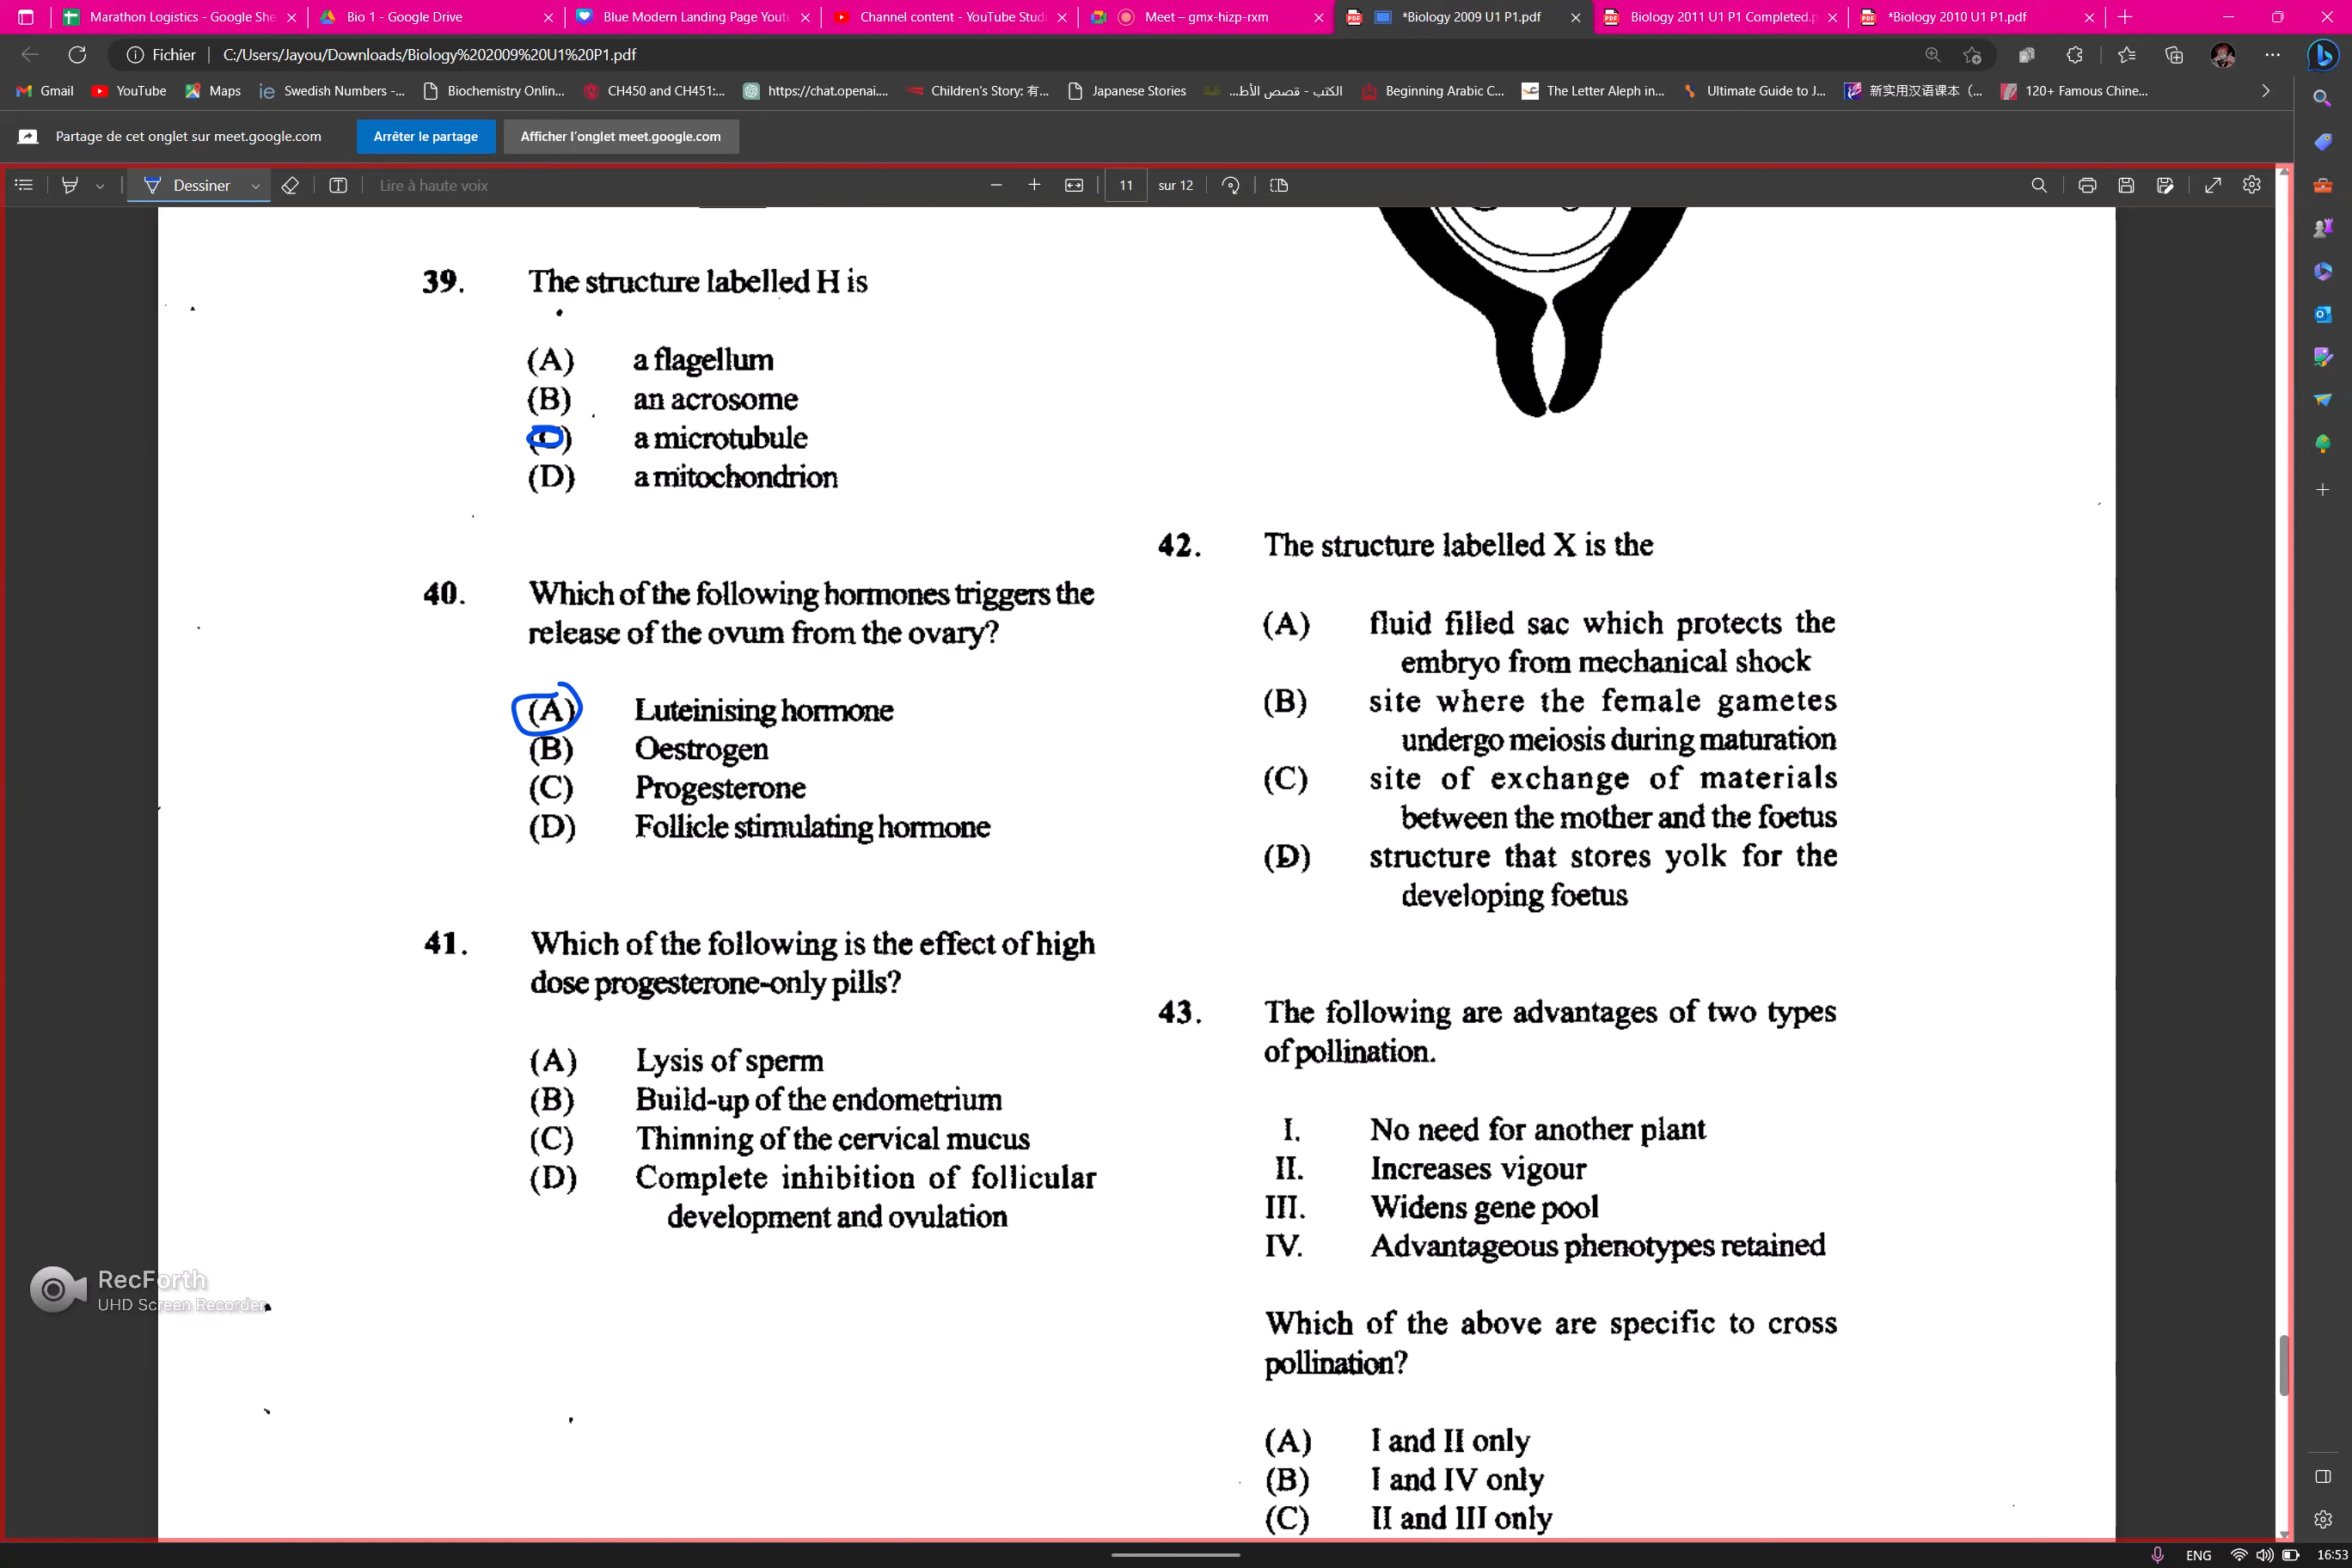 Marathon Logistics - Google She
Bio 1 - Google Drive
Blue Modern Landing Page Yout
Channel content - YouTube Studi
Meet – gmx-hizp-rxm
*Biology 2009 U1 P1.pdf
Biology 2011 U1 P1 Completed.p
*Biology 2010 U1 P1.pdf
Fichier
C:/Users/Jayou/Downloads/Biology%202009%20U1%20P1.pdf
Gmail
YouTube
Maps
Swedish Numbers -...
Biochemistry Onlin...
CH450 and CH451:...
https://chat.openai....
Children's Story: 有...
Japanese Stories
الكتب - قصص الأط...
Beginning Arabic C...
The Letter Aleph in...
Ultimate Guide to J...
新实用汉语课本（...
120+ Famous Chine...
Partage de cet onglet sur meet.google.com
Arrêter le partage
Afficher l'onglet meet.google.com
Dessiner
Lire à haute voix
11
sur 12
39. The structure labelled H is
(A) a flagellum
(B) an acrosome
(C) a microtubule
(D) a mitochondrion
40. Which of the following hormones triggers the
release of the ovum from the ovary?
(A) Luteinising hormone
(B) Oestrogen
(C) Progesterone
(D) Follicle stimulating hormone
41. Which of the following is the effect of high
dose progesterone-only pills?
(A) Lysis of sperm
(B) Build-up of the endometrium
(C) Thinning of the cervical mucus
(D) Complete inhibition of follicular
development and ovulation
42. The structure labelled X is the
(A) fluid filled sac which protects the
embryo from mechanical shock
(B) site where the female gametes
undergo meiosis during maturation
(C) site of exchange of materials
between the mother and the foetus
(D) structure that stores yolk for the
developing foetus
43. The following are advantages of two types
of pollination.
I. No need for another plant
II. Increases vigour
III. Widens gene pool
IV. Advantageous phenotypes retained
Which of the above are specific to cross
pollination?
(A) I and II only
(B) I and IV only
(C) II and III only
RecForth
UHD Screen Recorder
ENG
16:53